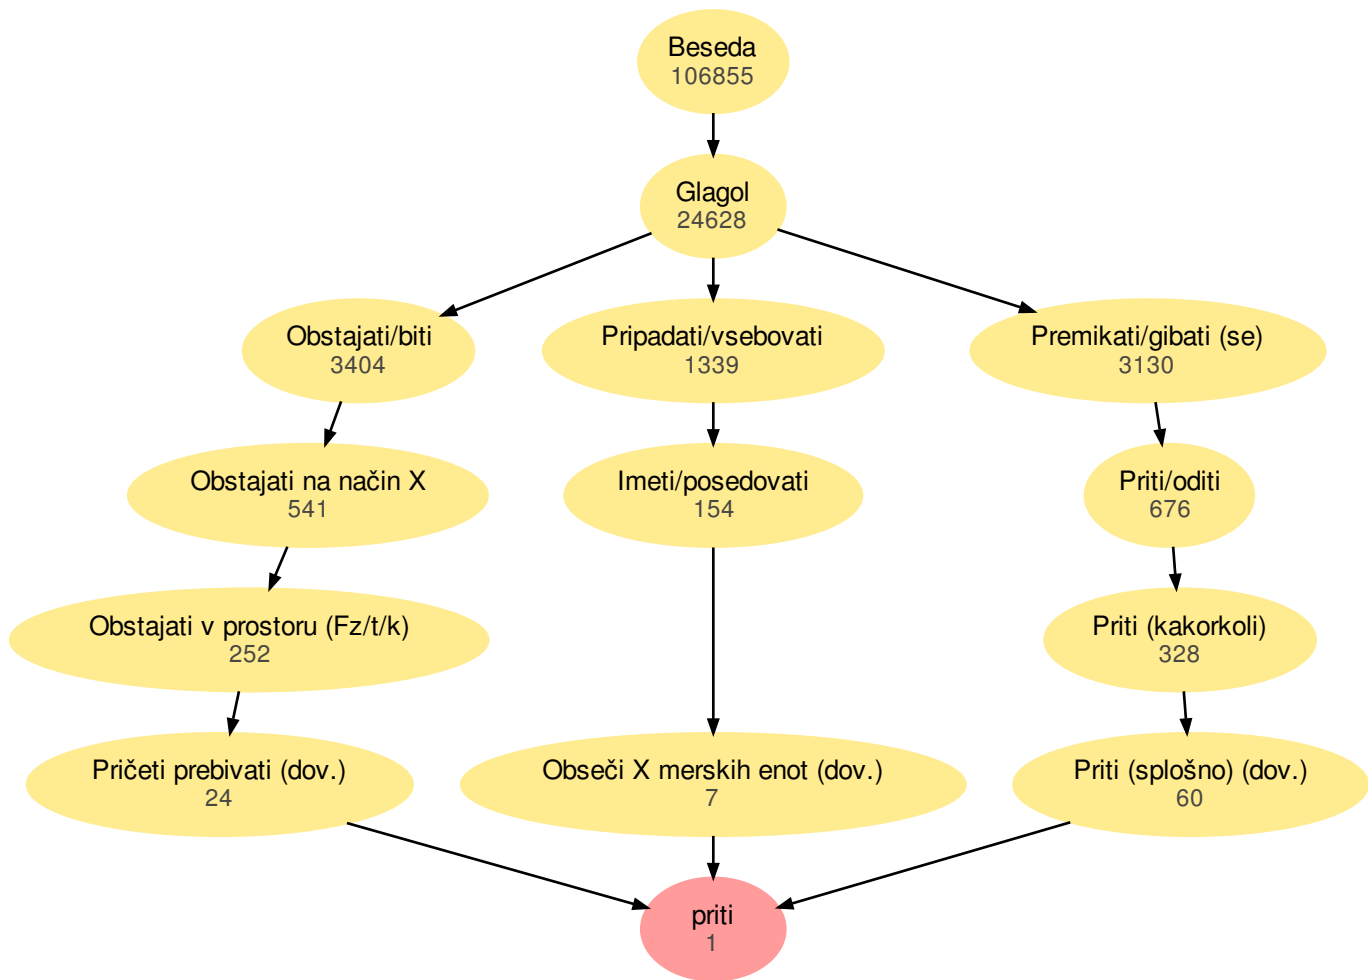 Beseda
106855
Glagol
24628
Obstajati/biti
3404
Pripadati/vsebovati
1339
Premikati/gibati (se)
3130
Obstajati na način X
541
Imeti/posedovati
154
Priti/oditi
676
Obstajati v prostoru (Fz/t/k)
252
Priti (kakorkoli)
328
Pričeti prebivati (dov.)
24
Obseči X merskih enot (dov.)
7
Priti (splošno) (dov.)
60
priti
1